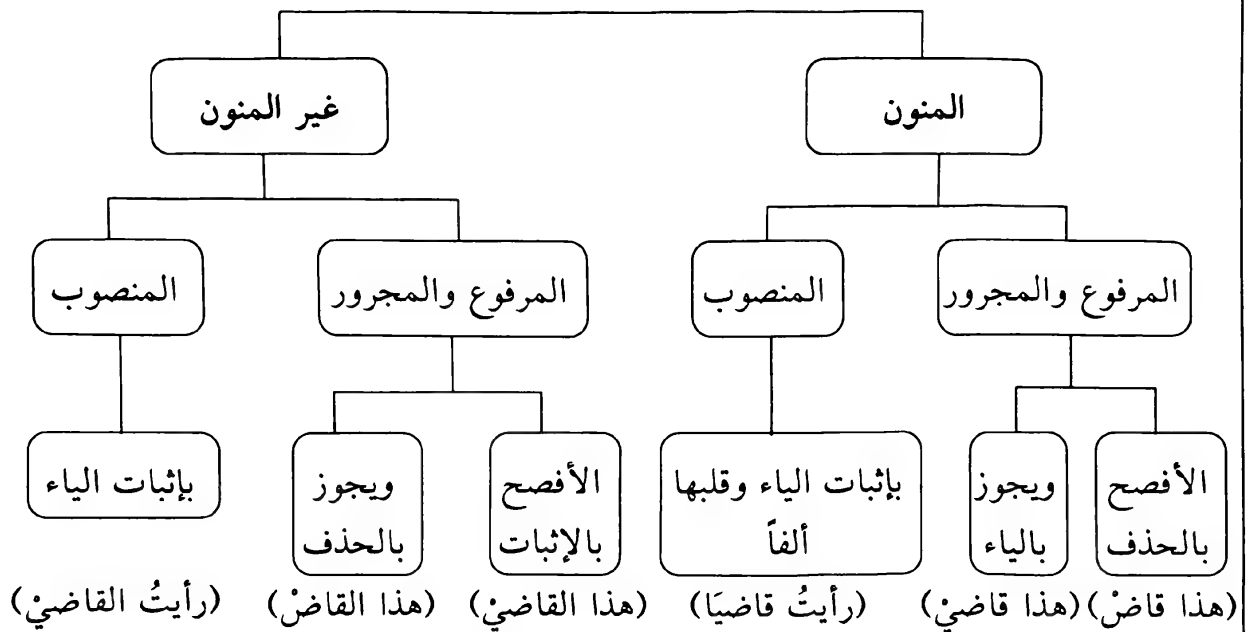 المنون
غير المنون
المرفوع والمجرور
المنصوب
المرفوع والمجرور
المنصوب
الأفصح
بالحذف
ويجوز
بالياء
بإثبات الياء وقلبها
ألفاً
الأفصح
بالإثبات
ويجوز
بالحذف
بإثبات الياء
(هذا قاضْ)
(هذا قاضيْ)
(رأيتُ قاضيَا)
(هذا القاضيْ)
(هذا القاضْ)
(رأيتُ القاضيْ)